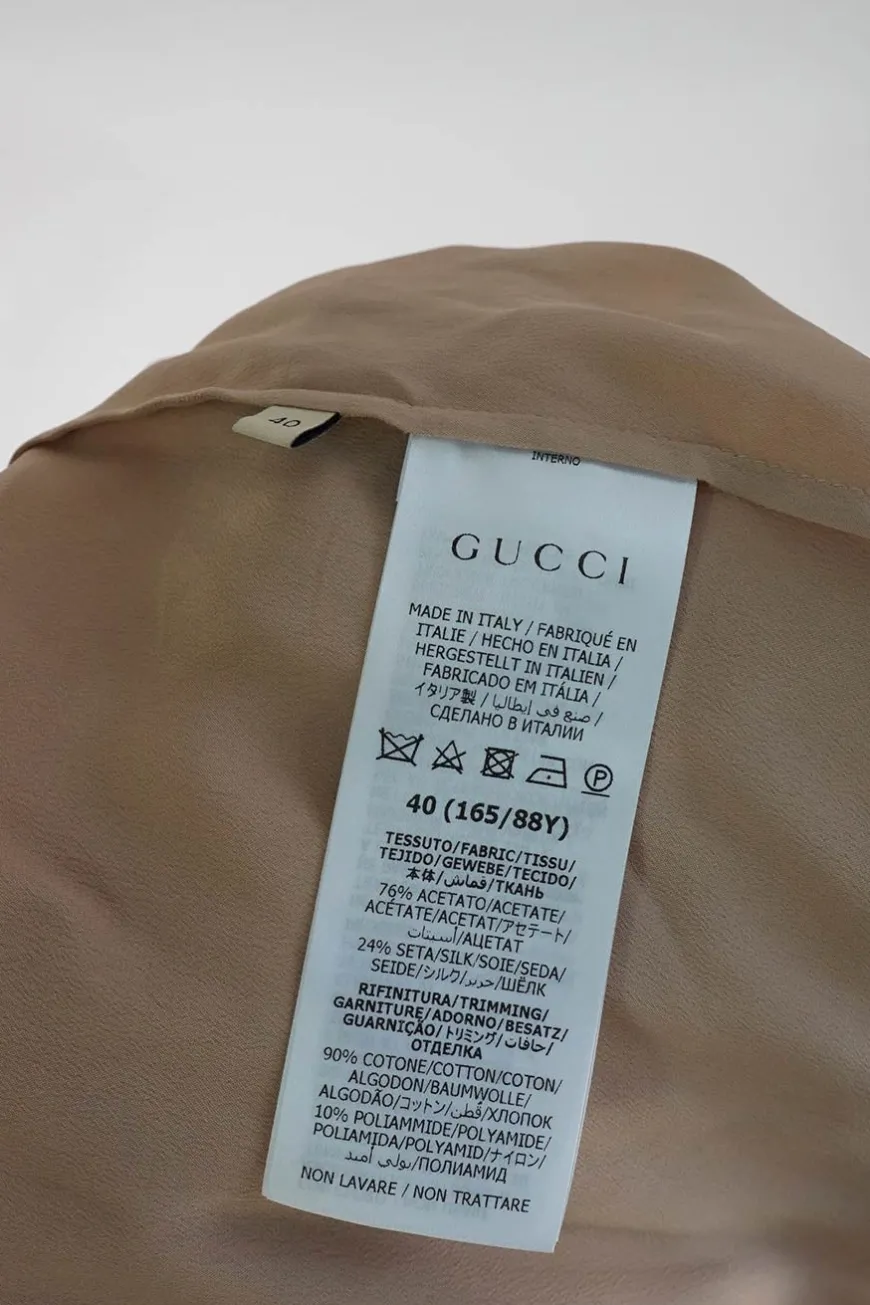 40
INTERNO
GUCCI
MADE IN ITALY / FABRIQUÉ EN
ITALIE / HECHO EN ITALIA /
HERGESTELLT IN ITALIEN /
FABRICADO EM ITÁLIA /
イタリア製 / صنع في إيطاليا /
СДЕЛАНО В ИТАЛИИ
P
40 (165/88Y)
TESSUTO/FABRIC/TISSU/
TEJIDO/GEWEBE/TECIDO/
本体/قماش/ТКАНЬ
76% ACETATO/ACETATE/
ACÉTATE/ACETAT/アセテート/
أسيتات/АЦЕТАТ
24% SETA/SILK/SOIE/SEDA/
SEIDE/シルク/حرير/ШЁЛК
RIFINITURA/TRIMMING/
GARNITURE/ADORNO/BESATZ/
GUARNIÇÃO/トリミング/حافات/
ОТДЕЛКА
90% COTONE/COTTON/COTON/
ALGODON/BAUMWOLLE/
ALGODÃO/コットン/قطن/ХЛОПОК
10% POLIAMMIDE/POLYAMIDE/
POLIAMIDA/POLYAMID/ナイロン/
بولي أميد/ПОЛИАМИД
NON LAVARE / NON TRATTARE